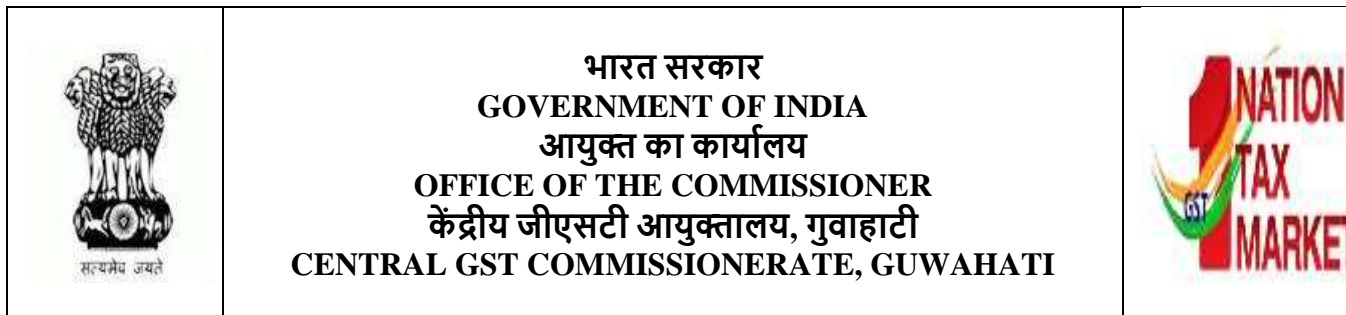 सत्यमेव जयते
भारत सरकार
GOVERNMENT OF INDIA
आयुक्त का कार्यालय
OFFICE OF THE COMMISSIONER
केंद्रीय जीएसटी आयुक्तालय, गुवाहाटी
CENTRAL GST COMMISSIONERATE, GUWAHATI
1 NATION
TAX
GST
MARKET